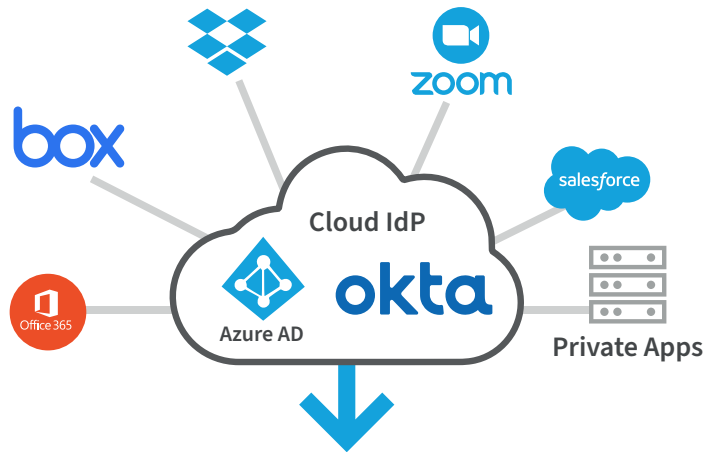 zoom
box
salesforce
Cloud IdP
okta
Azure AD
Office 365
Private Apps